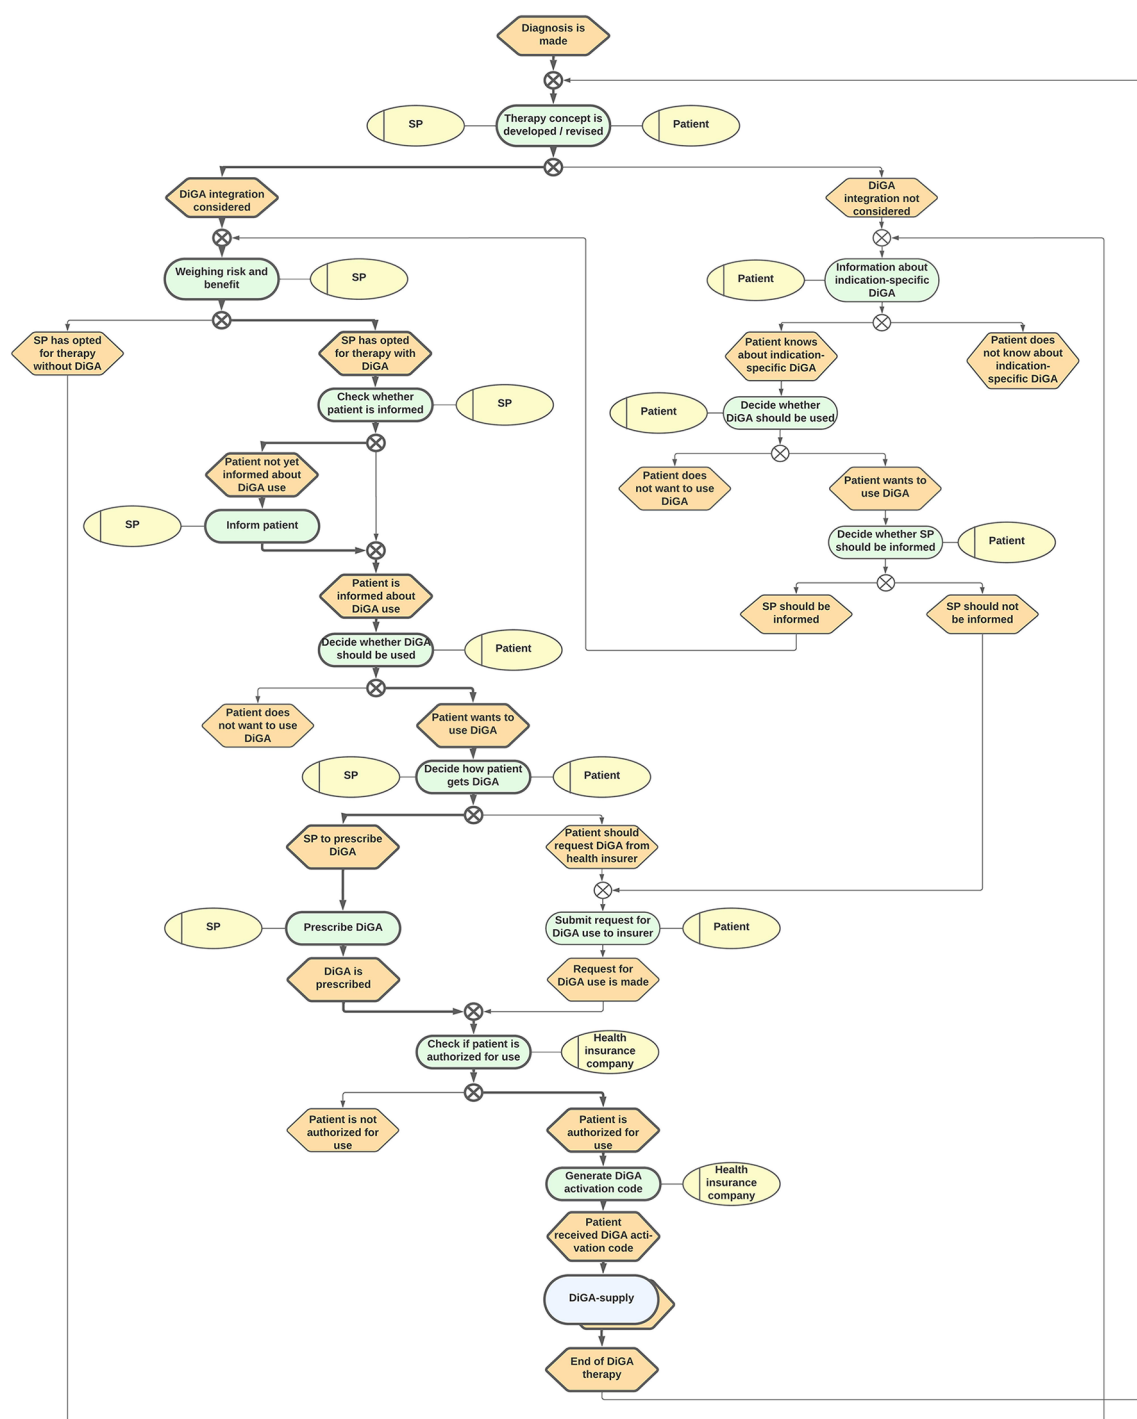 Diagnosis is
made
SP
Therapy concept is
developed / revised
Patient
DiGA integration
considered
DiGA
integration not
considered
Weighing risk and
benefit
SP
Patient
Information about
indication-specific
DiGA
SP has opted
for therapy
without DiGA
SP has opted
for therapy with
DiGA
Patient knows
about indication-
specific DiGA
Patient does
not know about
indication-
specific DiGA
Check whether
patient is informed
SP
Patient
Decide whether
DiGA should be used
Patient not yet
informed about
DiGA use
Patient does
not want to use
DiGA
Patient wants to
use DiGA
SP
Inform patient
Decide whether SP
should be informed
Patient
Patient is
informed about
DiGA use
SP should be
informed
SP should not
be informed
Decide whether DiGA
should be used
Patient
Patient does
not want to use
DiGA
Patient wants to
use DiGA
SP
Decide how patient
gets DiGA
Patient
SP to prescribe
DiGA
Patient should
request DiGA from
health insurer
SP
Prescribe DiGA
Submit request for
DiGA use to insurer
Patient
DiGA is
prescribed
Request for
DiGA use is made
Check if patient is
authorized for use
Health
insurance
company
Patient is not
authorized for
use
Patient is
authorized for
use
Generate DiGA
activation code
Health
insurance
company
Patient
received DiGA acti-
vation code
DiGA-supply
End of DiGA
therapy